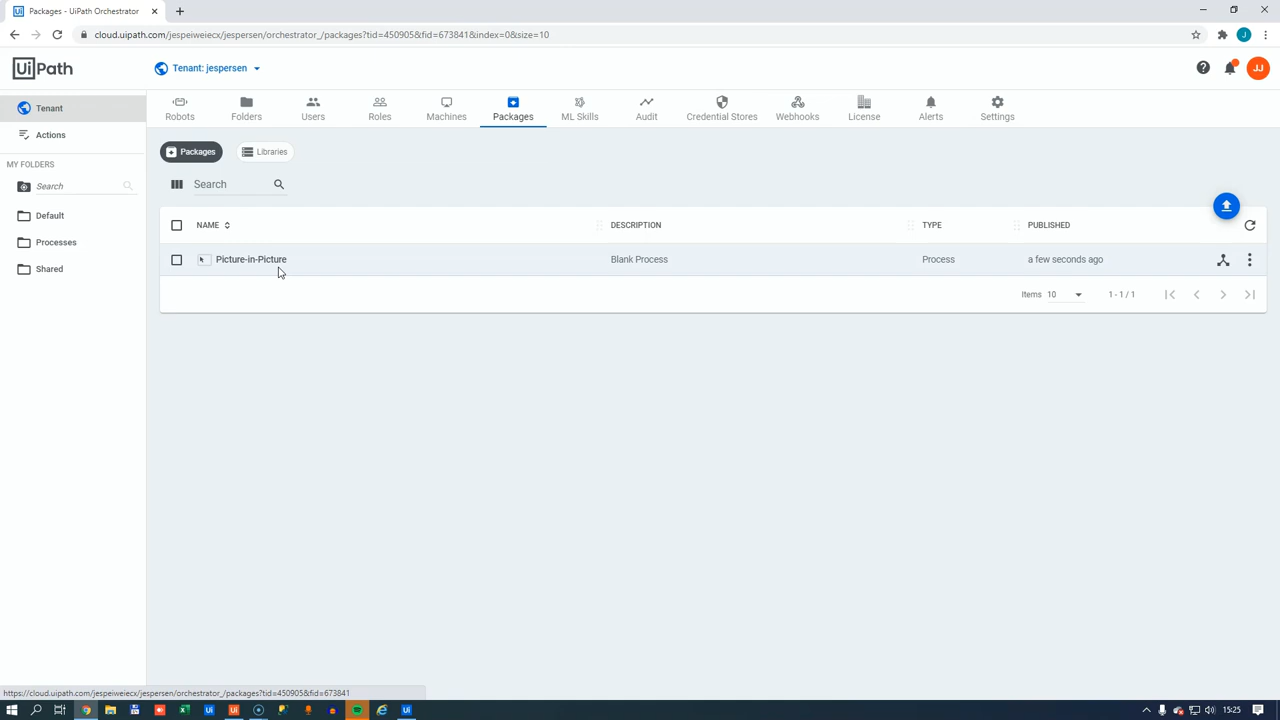 Packages - UiPath Orchestrator
cloud.uipath.com/jespeiweiecx/jespersen/orchestrator_/packages?tid=450905&fid=673841&index=0&size=10
J
UiPath
Tenant: jespersen
JJ
Tenant
Actions
MY FOLDERS
Search
Default
Processes
Shared
Robots
Folders
Users
Roles
Machines
Packages
ML Skills
Audit
Credential Stores
Webhooks
License
Alerts
Settings
Packages
Libraries
Search
NAME
DESCRIPTION
TYPE
PUBLISHED
Picture-in-Picture
Blank Process
Process
a few seconds ago
Items 10
1 - 1 / 1
https://cloud.uipath.com/jespeiweiecx/jespersen/orchestrator_/packages?tid=450905&fid=673841
15:25